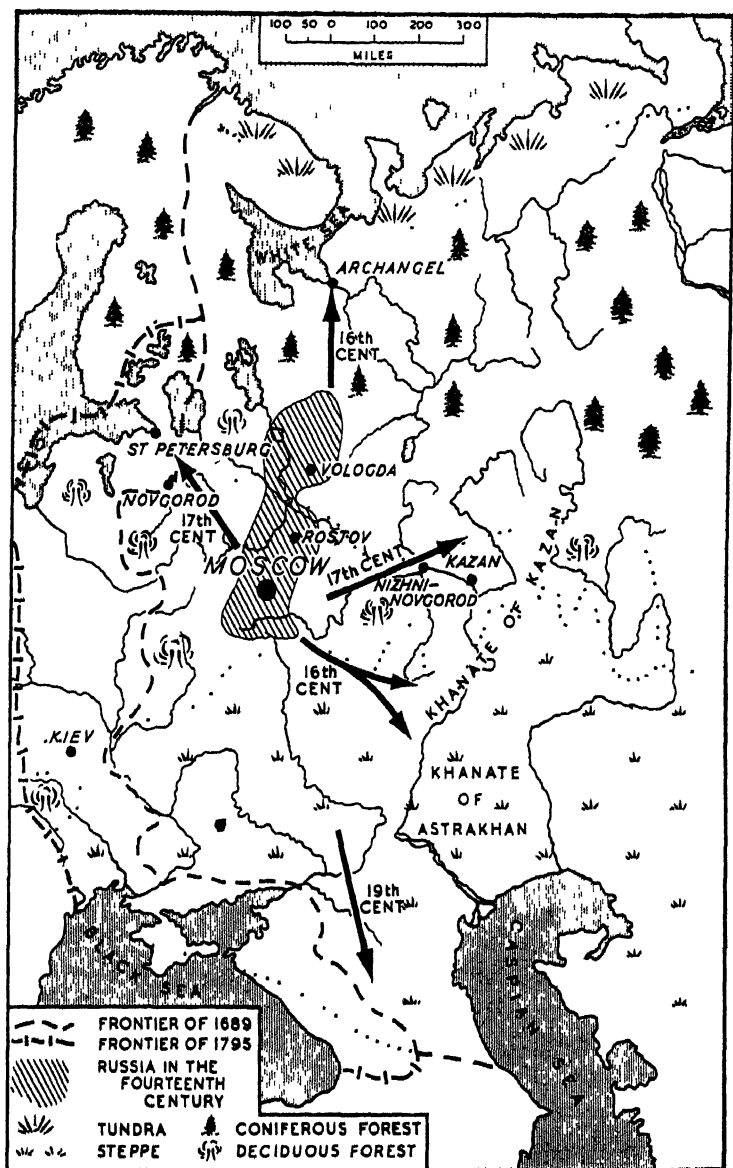 100 50 0 100 200 300
MILES
WHITE SEA
ARCHANGEL
16th
CENT
ST PETERSBURG
VOLOGDA
NOVGOROD
17th
CENT
ROSTOV
MOSCOW
17th CENT
KAZAN
NIZHNI-
NOVGOROD
KHANATE OF KAZAN
16th
CENT
KIEV
KHANATE
OF
ASTRAKHAN
19th
CENT
BLACK SEA
CASPIAN SEA
FRONTIER OF 1689
FRONTIER OF 1795
RUSSIA IN THE
FOURTEENTH
CENTURY
TUNDRA
CONIFEROUS FOREST
STEPPE
DECIDUOUS FOREST